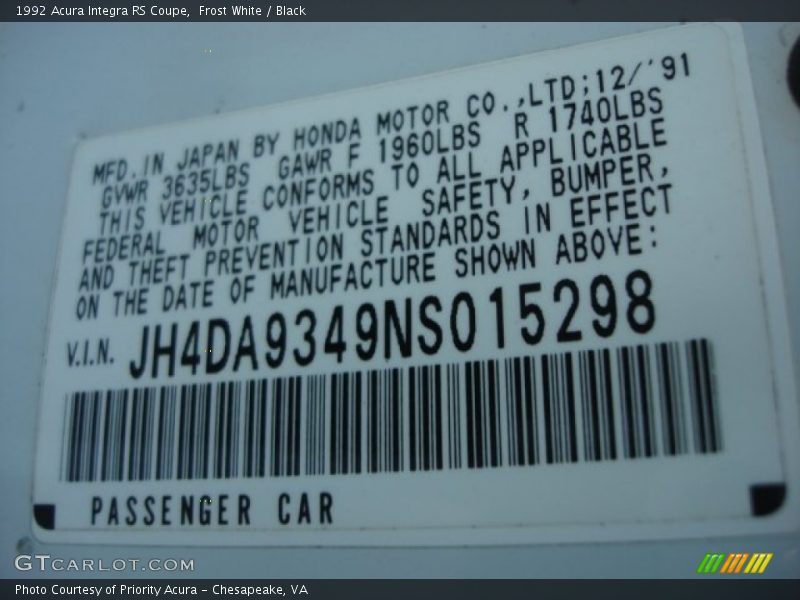 1992 Acura Integra RS Coupe,  Frost White / Black
MFD.IN JAPAN BY HONDA MOTOR CO.,LTD;12/'91
GVWR 3635LBS GAWR F 1960LBS R 1740LBS
THIS VEHICLE CONFORMS TO ALL APPLICABLE
FEDERAL MOTOR VEHICLE SAFETY, BUMPER,
AND THEFT PREVENTION STANDARDS IN EFFECT
ON THE DATE OF MANUFACTURE SHOWN ABOVE:
V.I.N. JH4DA9349NS015298
PASSENGER CAR
GTCARLOT.COM
Photo Courtesy of Priority Acura – Chesapeake, VA